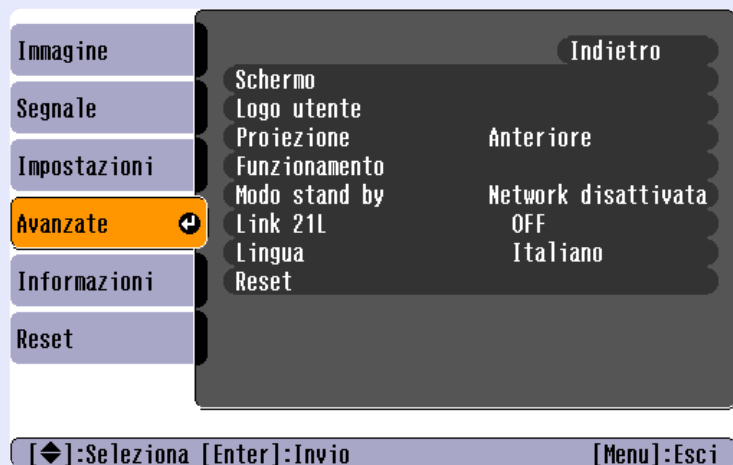 Immagine
Segnale
Impostazioni
Avanzate
Informazioni
Reset
Indietro
Schermo
Logo utente
Proiezione Anteriore
Funzionamento
Modo stand by Network disattivata
Link 21L OFF
Lingua Italiano
Reset
[◆]:Seleziona [Enter]:Invio [Menu]:Esci